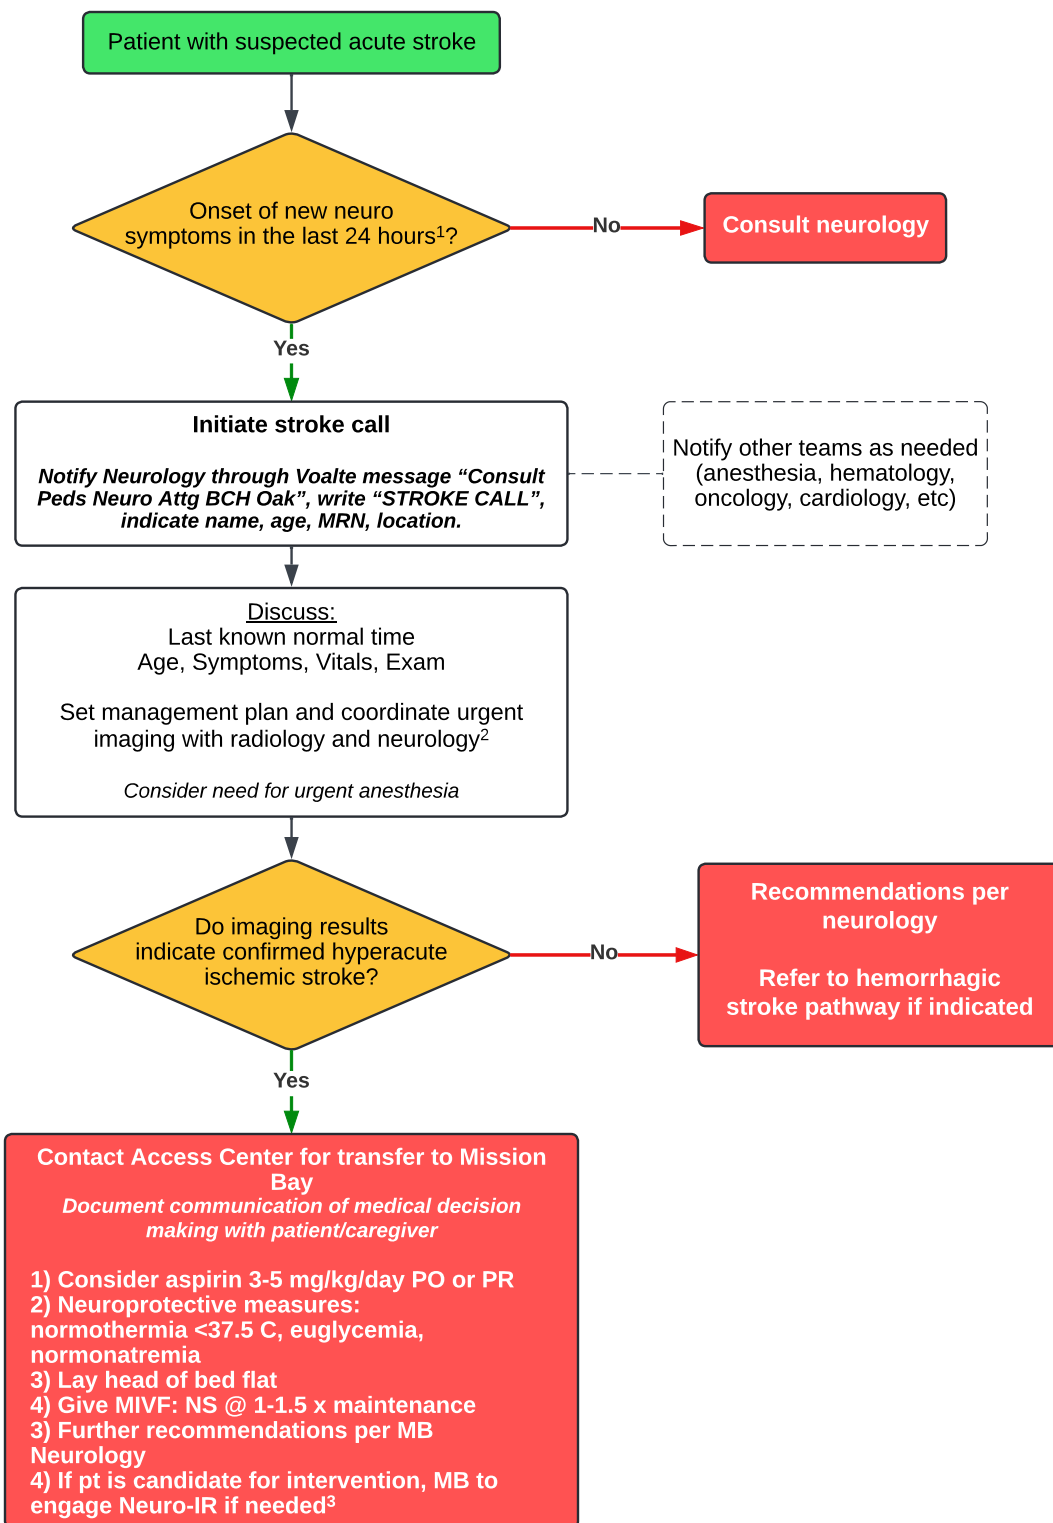 Patient with suspected acute stroke
Onset of new neuro
symptoms in the last 24 hours¹?
No
Consult neurology
Yes
Initiate stroke call
Notify Neurology through Voalte message “Consult
Peds Neuro Attg BCH Oak”, write “STROKE CALL”,
indicate name, age, MRN, location.
Notify other teams as needed
(anesthesia, hematology,
oncology, cardiology, etc)
Discuss:
Last known normal time
Age, Symptoms, Vitals, Exam
Set management plan and coordinate urgent
imaging with radiology and neurology²
Consider need for urgent anesthesia
Do imaging results
indicate confirmed hyperacute
ischemic stroke?
No
Recommendations per
neurology
Refer to hemorrhagic
stroke pathway if indicated
Yes
Contact Access Center for transfer to Mission
Bay
Document communication of medical decision
making with patient/caregiver
1) Consider aspirin 3-5 mg/kg/day PO or PR
2) Neuroprotective measures:
normothermia <37.5 C, euglycemia,
normonatremia
3) Lay head of bed flat
4) Give MIVF: NS @ 1-1.5 x maintenance
3) Further recommendations per MB
Neurology
4) If pt is candidate for intervention, MB to
engage Neuro-IR if needed³